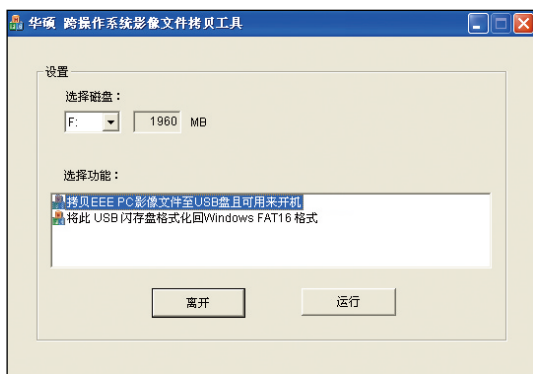 华硕 跨操作系统影像文件拷贝工具
设置
选择磁盘：
F: 1960 MB
选择功能：
拷贝EEE PC影像文件至USB盘且可用来开机
将此 USB 闪存盘格式化回Windows FAT16 格式
离开 运行